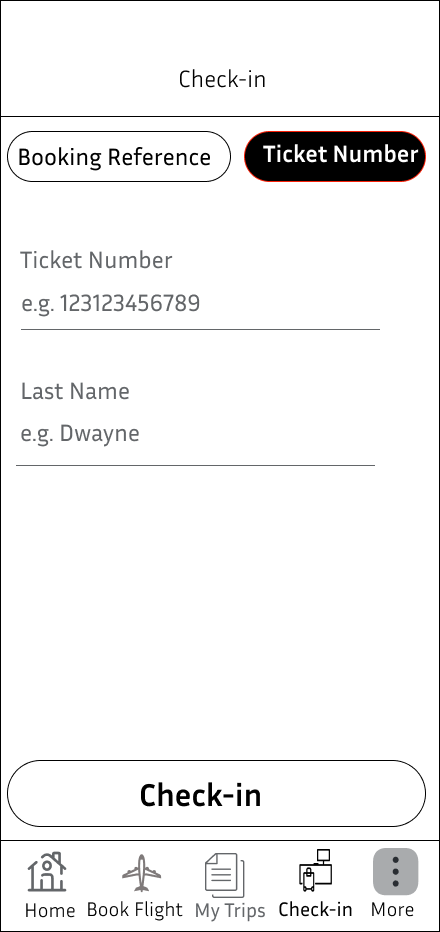 Check-in
Booking Reference
Ticket Number
Ticket Number
e.g. 123123456789
Last Name
e.g. Dwayne
Check-in
Home
Book Flight
My Trips
Check-in
More